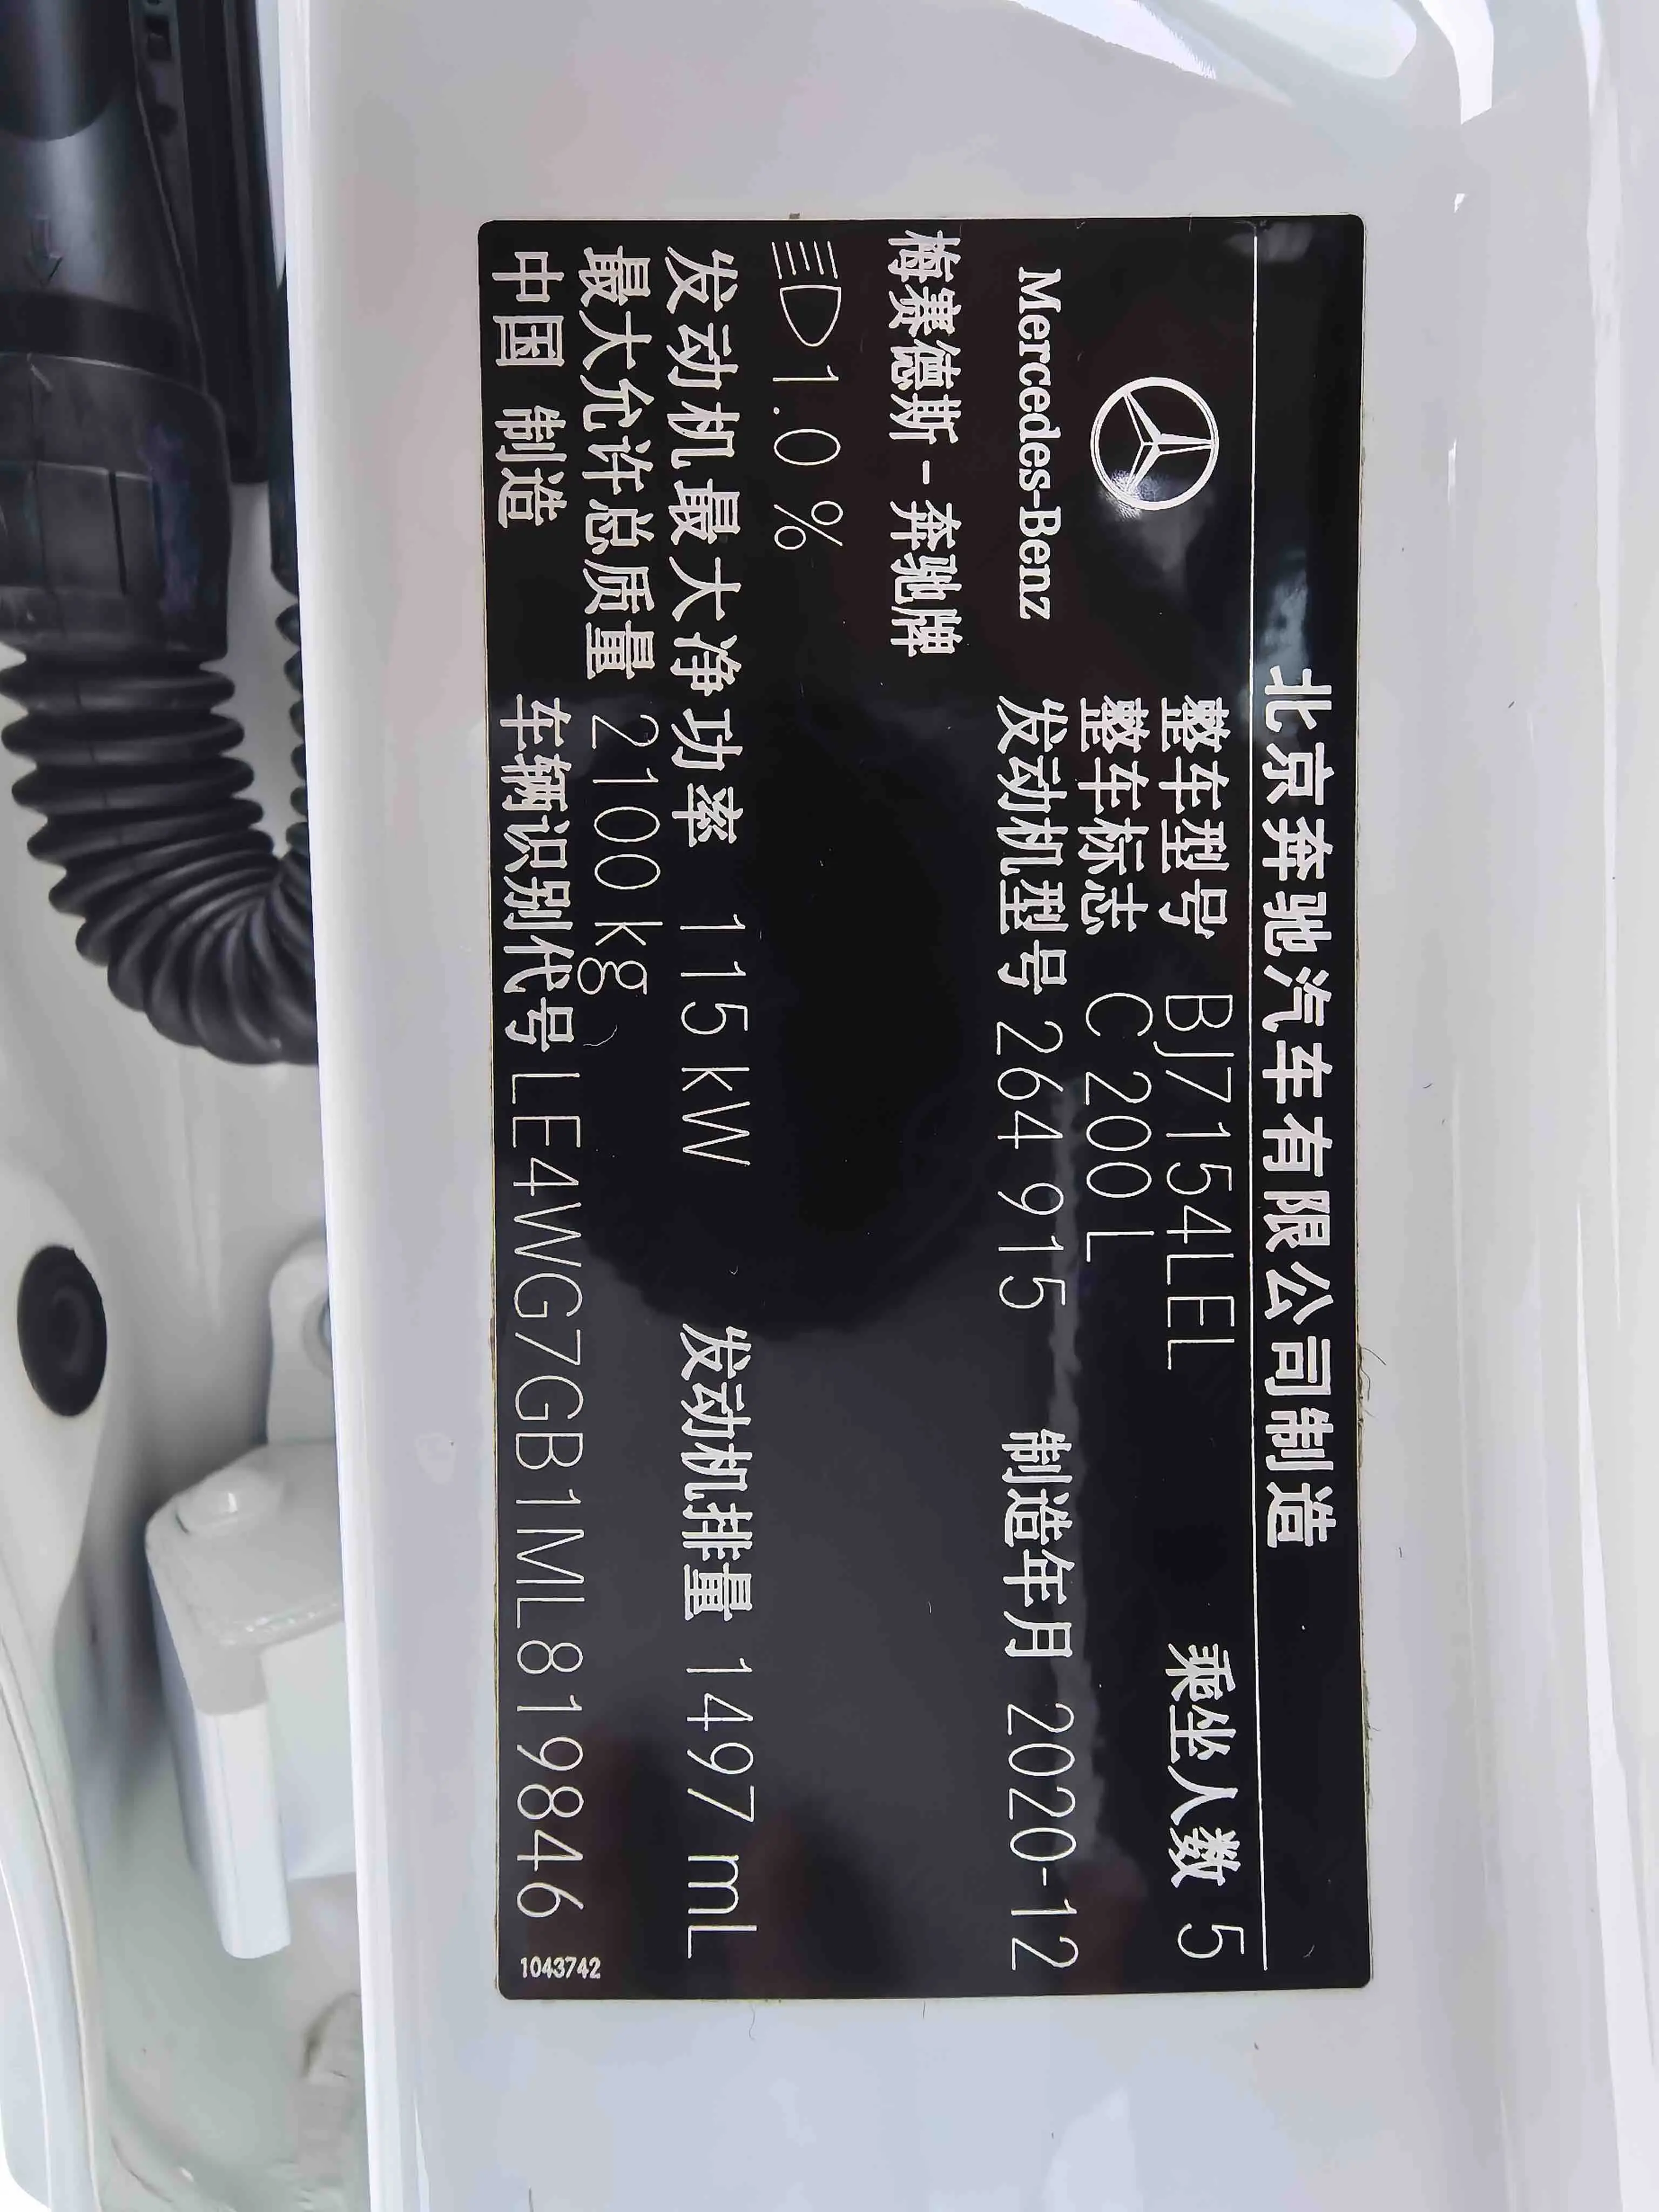 北京奔驰汽车有限公司制造
整车型号 BJ7154LEL 乘坐人数 5
整车标志 C 200 L
Mercedes-Benz 发动机型号 264 915 制造年月 2020-12
梅赛德斯-奔驰牌
1.0 %
发动机最大净功率 115 kW 发动机排量 1497 mL
最大允许总质量 2100 kg
中国 制造 车辆识别代号 LE4WG7GB1ML819846
1043742